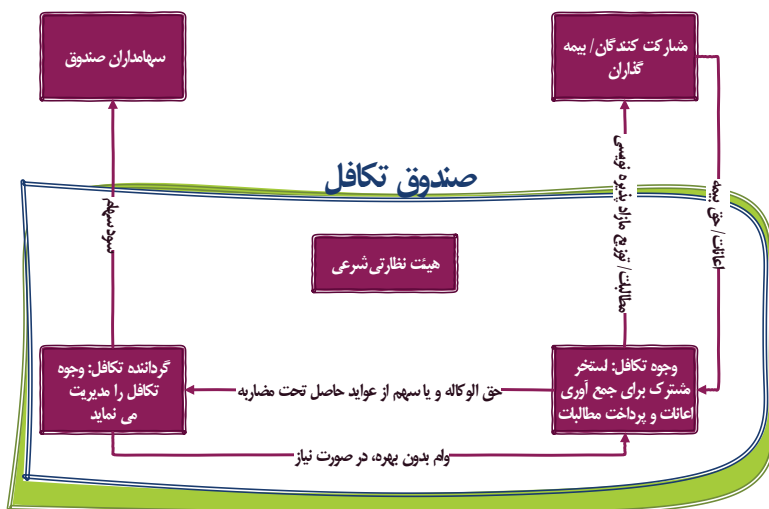 مشارکت کنندگان/ بیمه
گذاران
سهامداران صندوق
صندوق تکافل
اعانات/ حق بیمه
مطالبات/ توزیع مازاد پذیره نویسی
سود سهم
هیئت نظارتی شرعی
وجوه تکافل: استخر
مشترک برای جمع آوری
اعانات و پرداخت مطالبات
حق الوکاله و یا سهم از عواید حاصل تحت مضاربه
گرداننده تکافل: وجوه
تکافل را مدیریت
می نماید
وام بدون بهره، در صورت نیاز